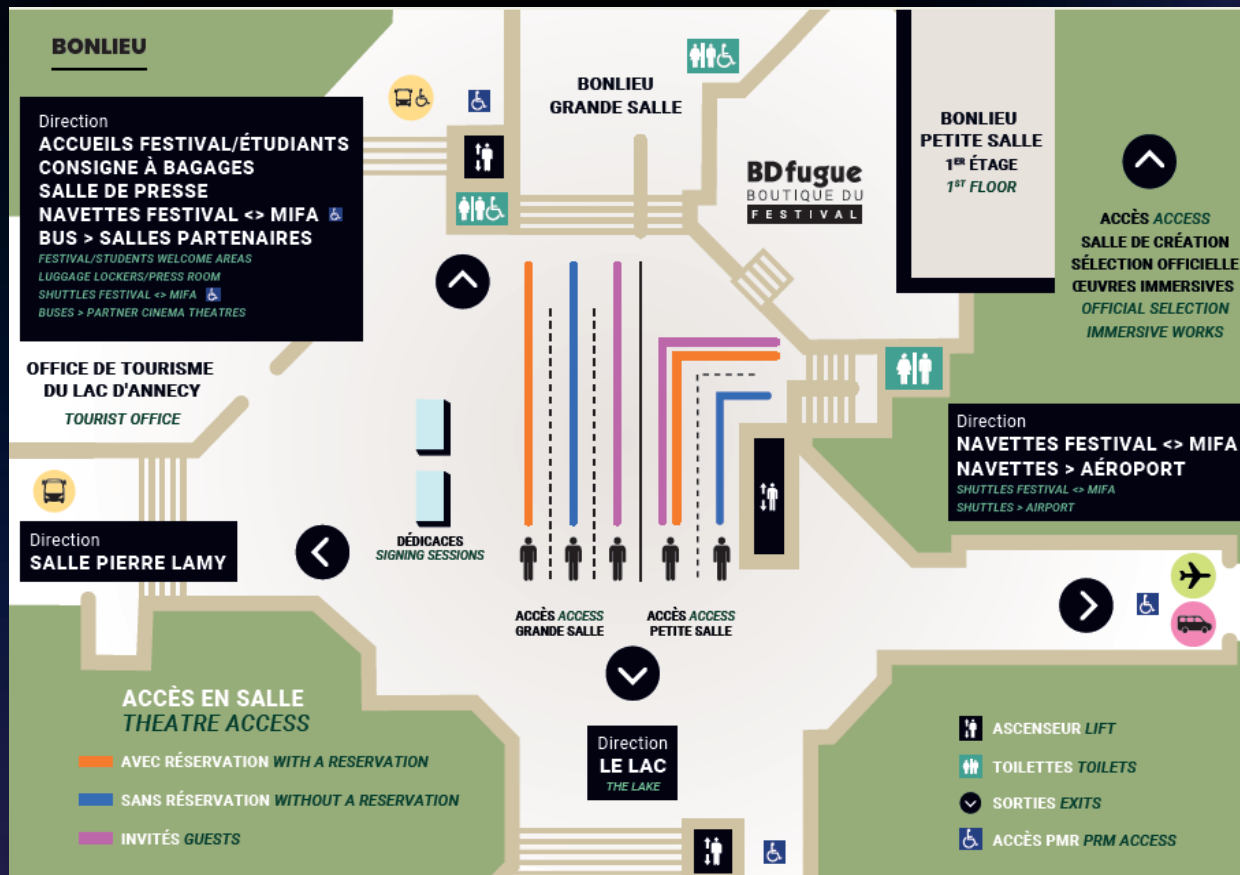 BONLIEU
Direction
ACCUEILS FESTIVAL/ÉTUDIANTS
CONSIGNE À BAGAGES
SALLE DE PRESSE
NAVETTES FESTIVAL <> MIFA
BUS > SALLES PARTENAIRES
FESTIVAL/STUDENTS WELCOME AREAS
LUGGAGE LOCKERS/PRESS ROOM
SHUTTLES FESTIVAL <> MIFA
BUSES > PARTNER CINEMA THEATRES
BONLIEU
GRANDE SALLE
BDfugue
BOUTIQUE DU
FESTIVAL
BONLIEU
PETITE SALLE
1ER ÉTAGE
1ST FLOOR
ACCÈS ACCESS
SALLE DE CRÉATION
SÉLECTION OFFICIELLE
ŒUVRES IMMERSIVES
OFFICIAL SELECTION
IMMERSIVE WORKS
OFFICE DE TOURISME
DU LAC D'ANNECY
TOURIST OFFICE
Direction
NAVETTES FESTIVAL <> MIFA
NAVETTES > AÉROPORT
SHUTTLES FESTIVAL <> MIFA
SHUTTLES > AIRPORT
Direction
SALLE PIERRE LAMY
DÉDICACES
SIGNING SESSIONS
ACCÈS ACCESS
GRANDE SALLE
ACCÈS ACCESS
PETITE SALLE
Direction
LE LAC
THE LAKE
ACCÈS EN SALLE
THEATRE ACCESS
AVEC RÉSERVATION WITH A RESERVATION
SANS RÉSERVATION WITHOUT A RESERVATION
INVITÉS GUESTS
ASCENSEUR LIFT
TOILETTES TOILETS
SORTIES EXITS
ACCÈS PMR PRM ACCESS